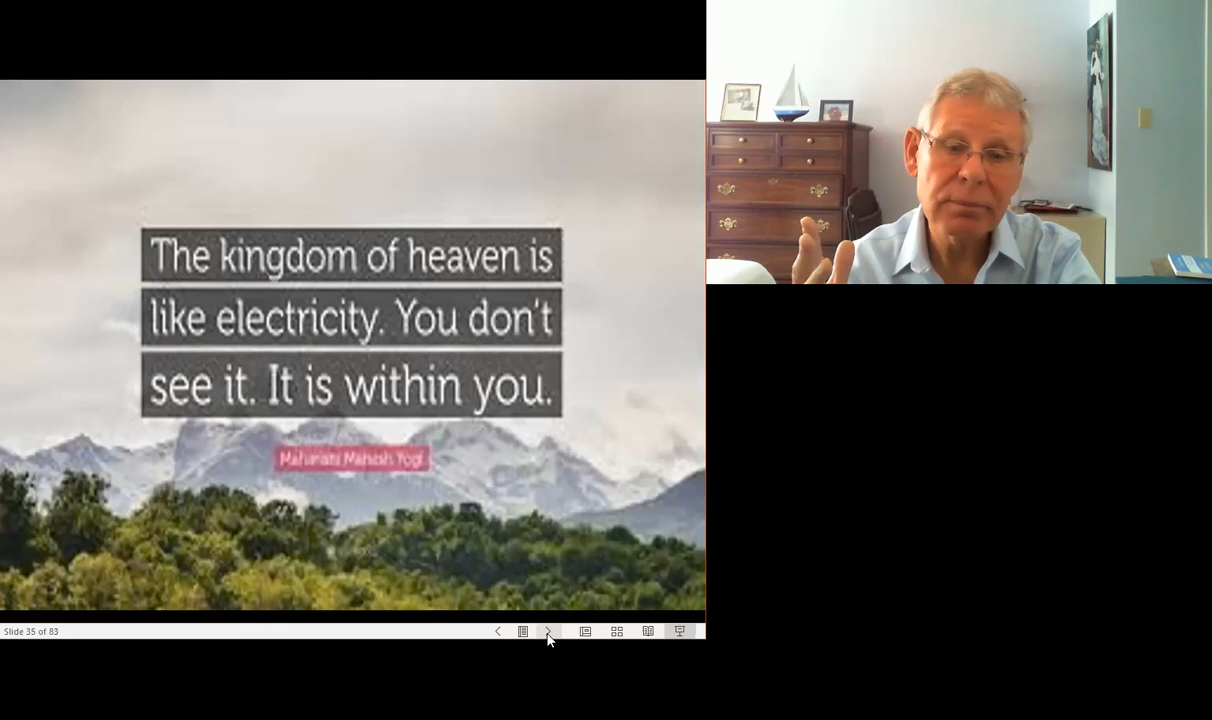 The kingdom of heaven is
like electricity. You don't
see it. It is within you.
Maharishi Mahesh Yogi
Slide 35 of 83